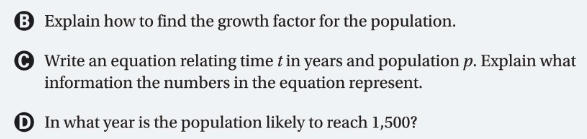 B Explain how to find the growth factor for the population.
C Write an equation relating time t in years and population p. Explain what
information the numbers in the equation represent.
D In what year is the population likely to reach 1,500?